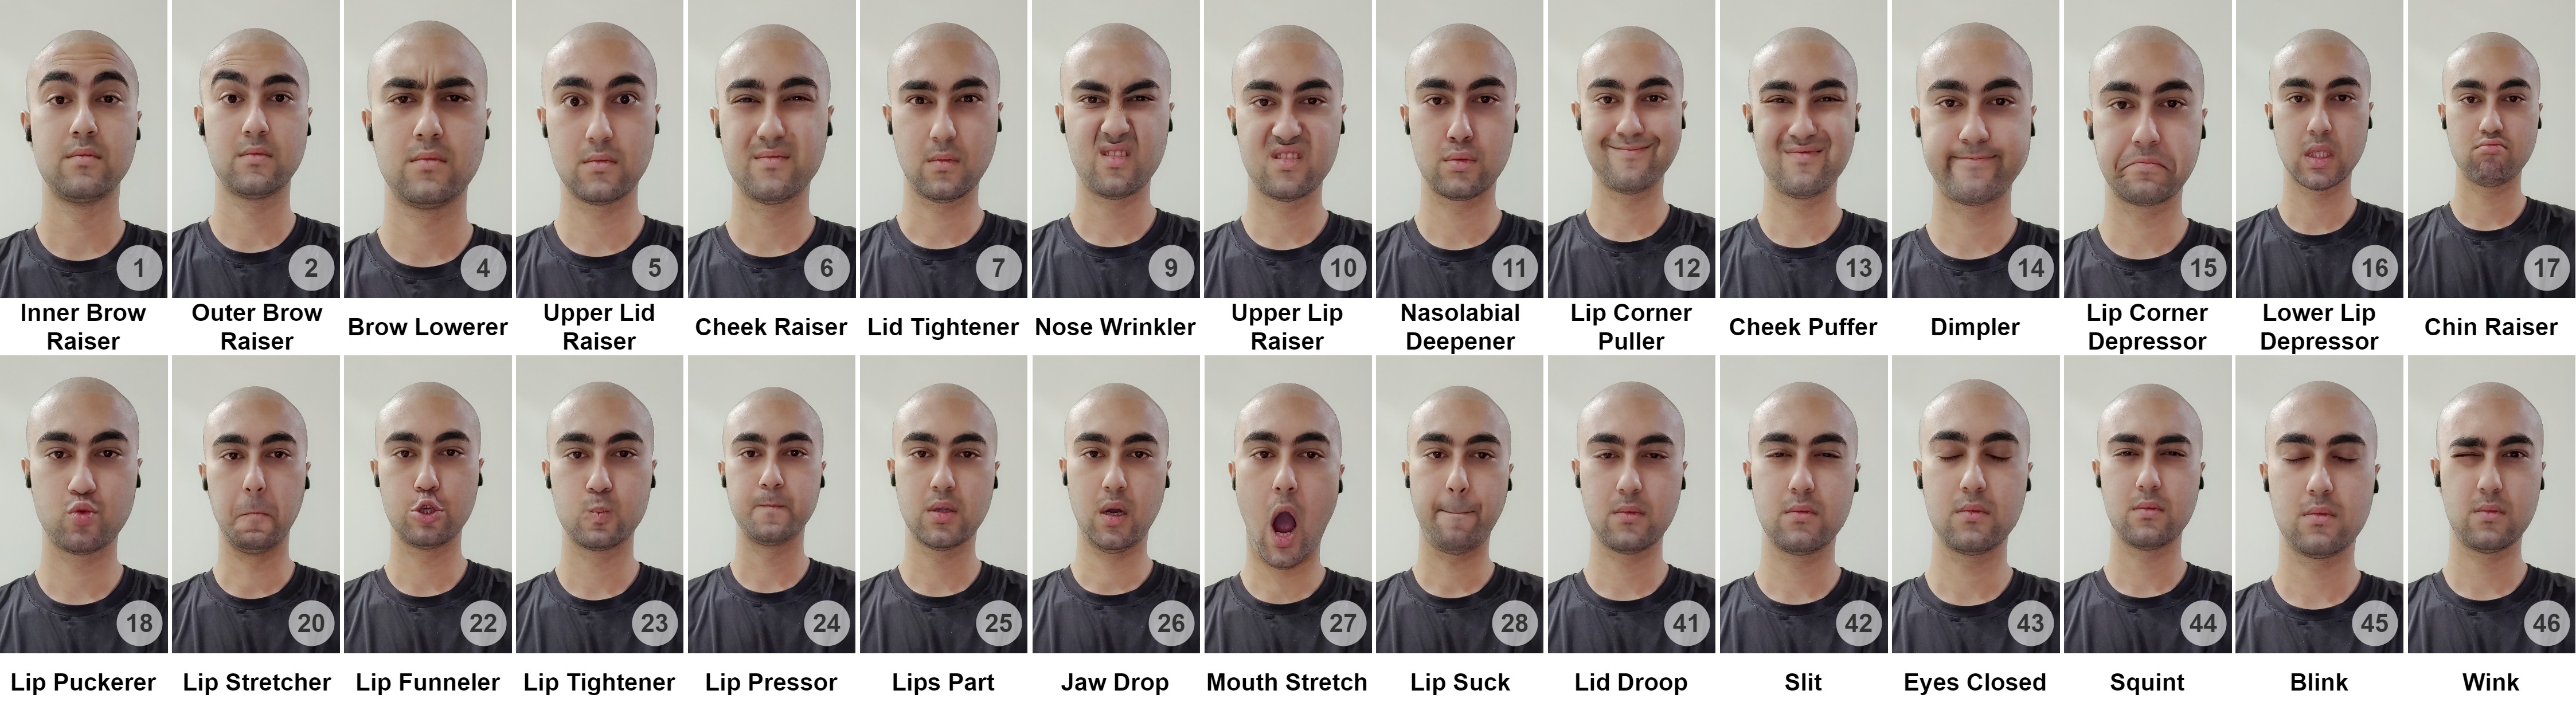 1
2
4
5
6
7
9
10
11
12
13
14
15
16
17
Inner Brow
Raiser
Outer Brow
Raiser
Brow Lowerer
Upper Lid
Raiser
Cheek Raiser
Lid Tightener
Nose Wrinkler
Upper Lip
Raiser
Nasolabial
Deepener
Lip Corner
Puller
Cheek Puffer
Dimpler
Lip Corner
Depressor
Lower Lip
Depressor
Chin Raiser
18
20
22
23
24
25
26
27
28
41
42
43
44
45
46
Lip Puckerer
Lip Stretcher
Lip Funneler
Lip Tightener
Lip Pressor
Lips Part
Jaw Drop
Mouth Stretch
Lip Suck
Lid Droop
Slit
Eyes Closed
Squint
Blink
Wink